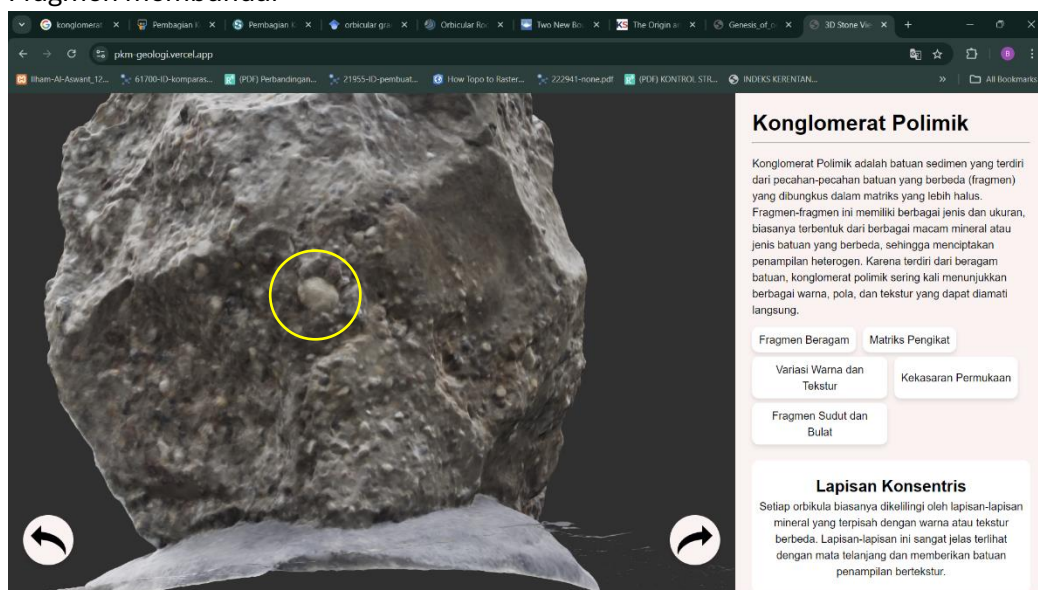 konglomerat
Pembagian K
Pembagian K
orbicular gra
Orbicular Ro
Two New Bo
The Origin a
Genesis_of_
3D Stone Vie
pkm-geologi.vercel.app
B
Ilham-Al-Aswant_12...
61700-ID-komparas...
(PDF) Perbandingan...
21955-ID-pembuat...
How Topo to Raster...
222941-none.pdf
(PDF) KONTROL STR...
INDEKS KERENTAN...
All Bookmarks
Konglomerat Polimik
Konglomerat Polimik adalah batuan sedimen yang terdiri
dari pecahan-pecahan batuan yang berbeda (fragmen)
yang dibungkus dalam matriks yang lebih halus.
Fragmen-fragmen ini memiliki berbagai jenis dan ukuran,
biasanya terbentuk dari berbagai macam mineral atau
jenis batuan yang berbeda, sehingga menciptakan
penampilan heterogen. Karena terdiri dari beragam
batuan, konglomerat polimik sering kali menunjukkan
berbagai warna, pola, dan tekstur yang dapat diamati
langsung.
Fragmen Beragam
Matriks Pengikat
Variasi Warna dan
Tekstur
Kekasaran Permukaan
Fragmen Sudut dan
Bulat
Lapisan Konsentris
Setiap orbikula biasanya dikelilingi oleh lapisan-lapisan
mineral yang terpisah dengan warna atau tekstur
berbeda. Lapisan-lapisan ini sangat jelas terlihat
dengan mata telanjang dan memberikan batuan
penampilan bertekstur.